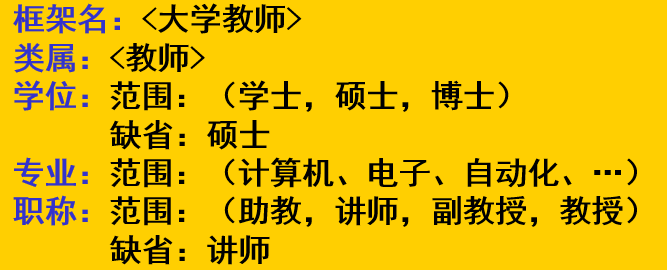 框架名：<大学教师>
类属：<教师>
学位：范围：（学士，硕士，博士）
缺省：硕士
专业：范围：（计算机、电子、自动化、…）
职称：范围：（助教，讲师，副教授，教授）
缺省：讲师